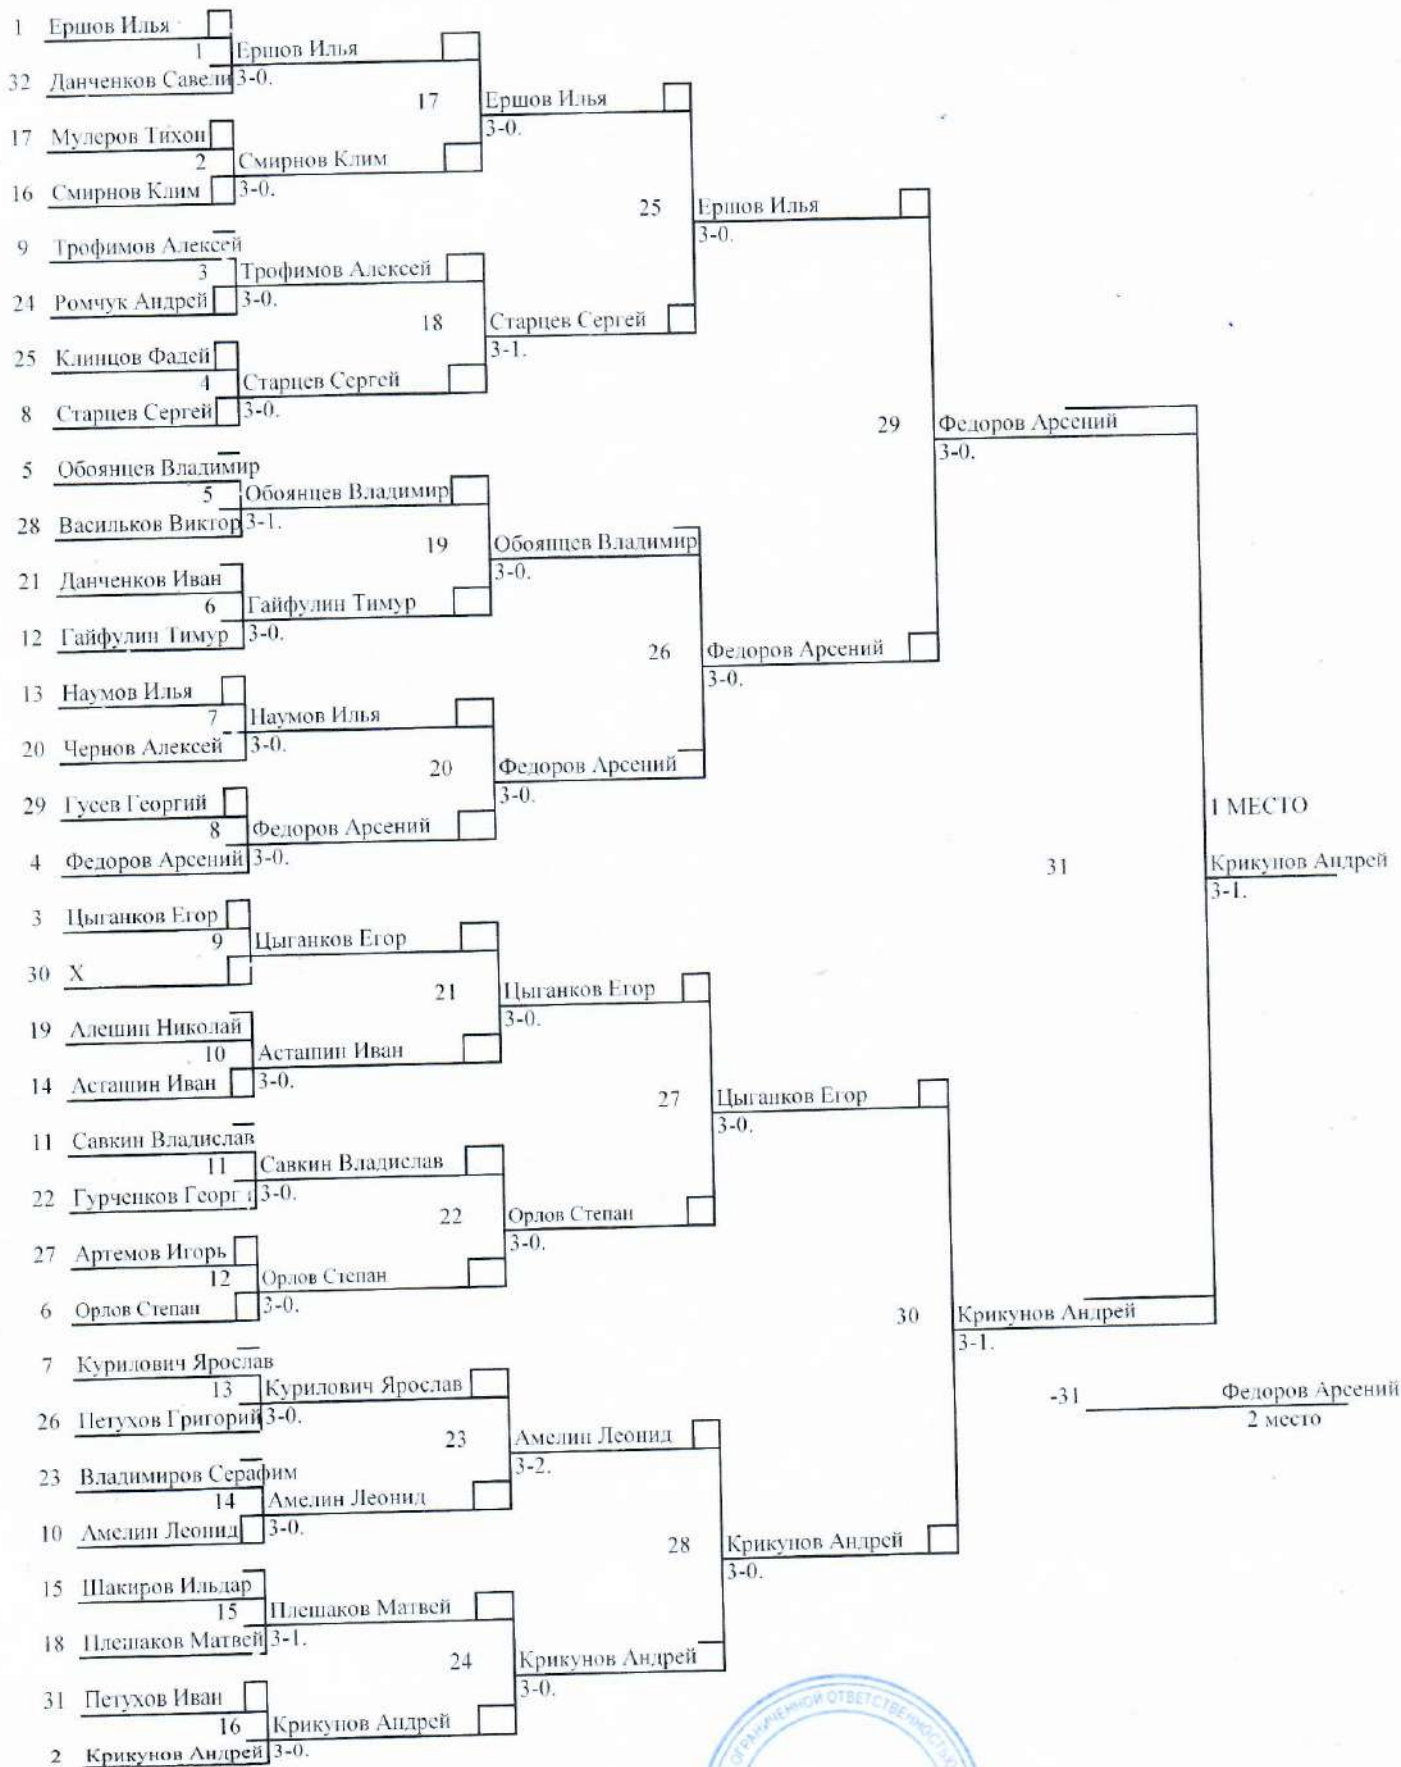 1 Ершов Илья
1 Ершов Илья
32 Данченков Савели 3-0.
17 Ершов Илья
3-0.
17 Мулеров Тихон
2 Смирнов Клим
16 Смирнов Клим 3-0.
25 Ершов Илья
3-0.
9 Трофимов Алексей
3 Трофимов Алексей
24 Ромчук Андрей 3-0.
18 Старцев Сергей
3-1.
25 Клинцов Фадей
4 Старцев Сергей
8 Старцев Сергей 3-0.
29 Федоров Арсений
3-0.
5 Обоянцев Владимир
5 Обоянцев Владимир
28 Васильков Виктор 3-1.
19 Обоянцев Владимир
3-0.
21 Данченков Иван
6 Гайфулин Тимур
12 Гайфулин Тимур 3-0.
26 Федоров Арсений
3-0.
13 Наумов Илья
7 Наумов Илья
20 Чернов Алексей 3-0.
20 Федоров Арсений
3-0.
29 Гусев Георгий
8 Федоров Арсений
4 Федоров Арсений 3-0.
1 МЕСТО
31 Крикунов Андрей
3-1.
3 Цыганков Егор
9 Цыганков Егор
30 X
21 Цыганков Егор
3-0.
19 Алешин Николай
10 Асташин Иван
14 Асташин Иван 3-0.
27 Цыганков Егор
3-0.
11 Савкин Владислав
11 Савкин Владислав
22 Гурченков Георг 3-0.
22 Орлов Степан
3-0.
27 Артемов Игорь
12 Орлов Степан
6 Орлов Степан 3-0.
30 Крикунов Андрей
3-1.
7 Курилович Ярослав
13 Курилович Ярослав
26 Петухов Григорий 3-0.
-31 Федоров Арсений
2 место
23 Амелин Леонид
3-2.
23 Владимиров Серафим
14 Амелин Леонид
10 Амелин Леонид 3-0.
28 Крикунов Андрей
3-0.
15 Шакиров Ильдар
15 Плешаков Матвей
18 Плешаков Матвей 3-1.
24 Крикунов Андрей
3-0.
31 Петухов Иван
16 Крикунов Андрей
2 Крикунов Андрей 3-0.
ОГРАНИЧЕННОЙ ОТВЕТСТВЕННОСТЬЮ